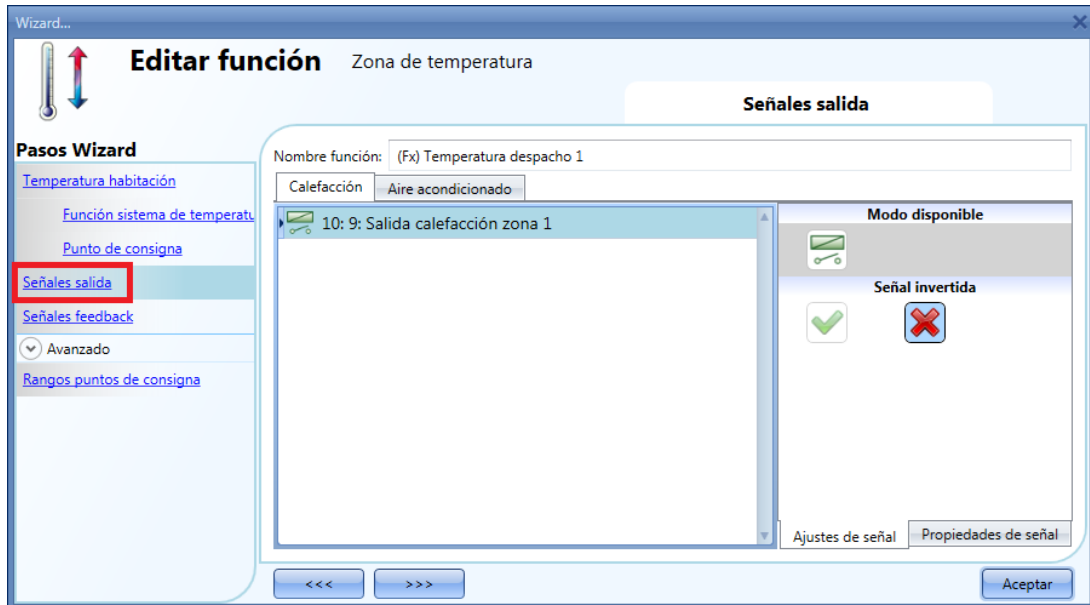 Wizard...
Editar función Zona de temperatura
Señales salida
Pasos Wizard
Temperatura habitación
Función sistema de temperatu
Punto de consigna
Señales salida
Señales feedback
Avanzado
Rangos puntos de consigna
Nombre función: (Fx) Temperatura despacho 1
Calefacción Aire acondicionado
10: 9: Salida calefacción zona 1
Modo disponible
Señal invertida
Ajustes de señal Propiedades de señal
<<< >>> Aceptar